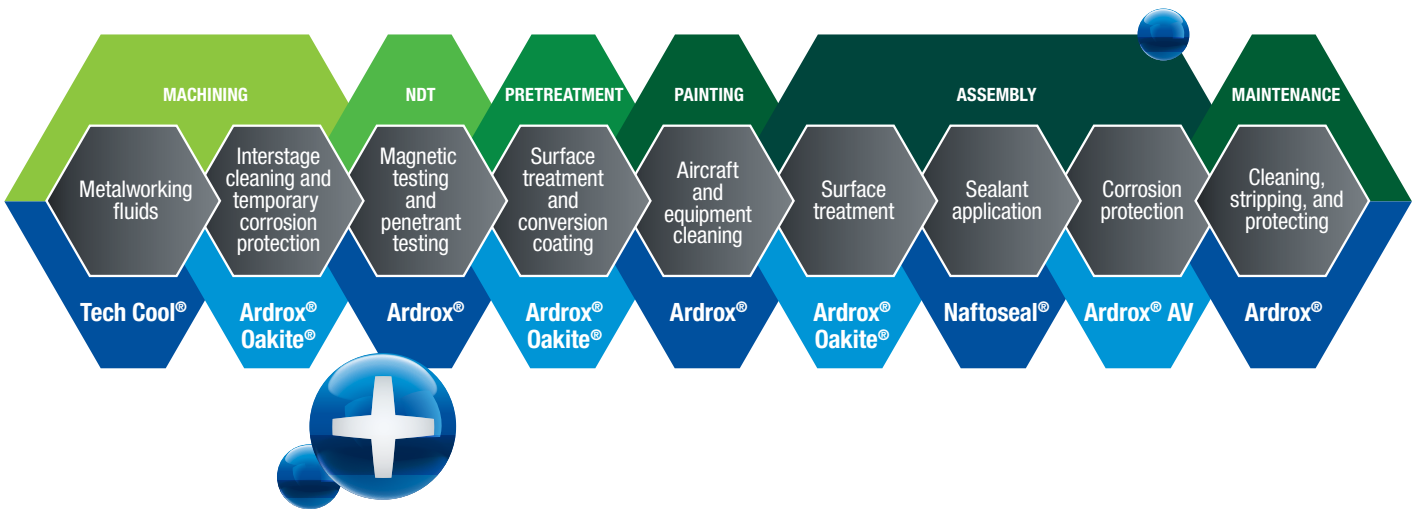 MACHINING
NDT
PRETREATMENT
PAINTING
ASSEMBLY
MAINTENANCE
Metalworking
fluids
Interstage
cleaning and
temporary
corrosion
protection
Magnetic
testing
and
penetrant
testing
Surface
treatment
and
conversion
coating
Aircraft
and
equipment
cleaning
Surface
treatment
Sealant
application
Corrosion
protection
Cleaning,
stripping, and
protecting
Tech Cool®
Ardrox®
Oakite®
Ardrox®
Ardrox®
Oakite®
Ardrox®
Ardrox®
Oakite®
Naftoseal®
Ardrox® AV
Ardrox®